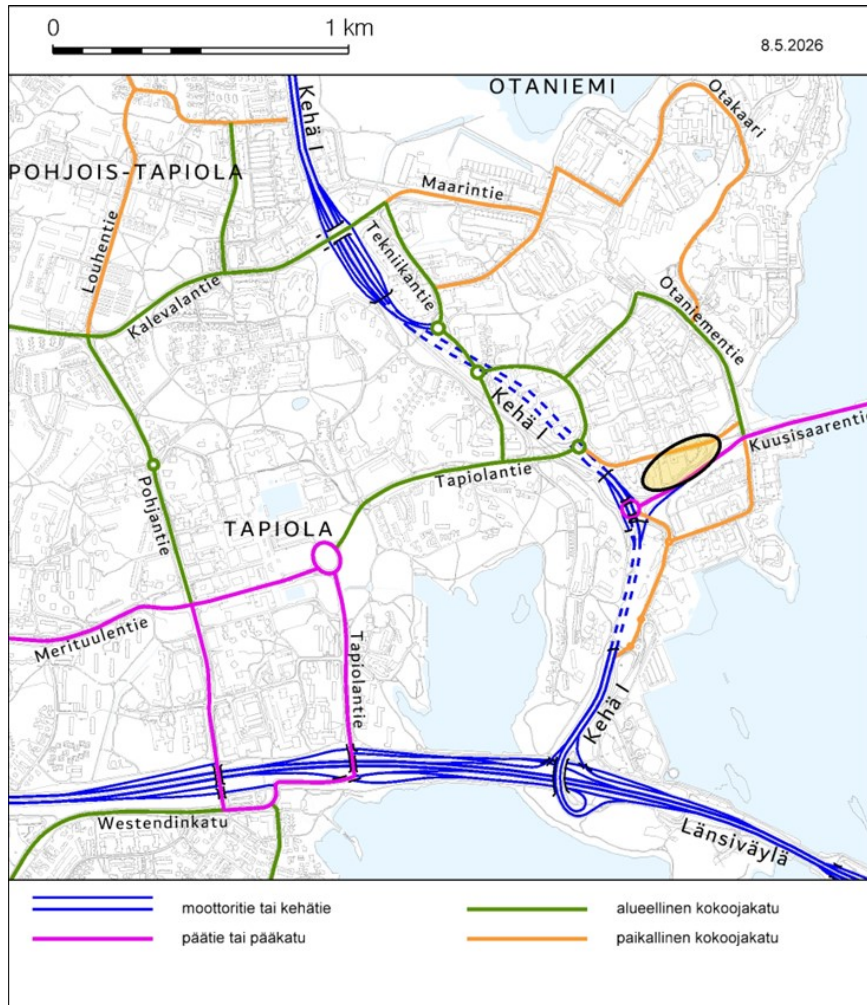 0
1 km
8.5.2026
OTANIEMI
Kehä I
Otakaari
POHJOIS-TAPIOLA
Maarintie
Louhentie
Tekniikantie
Kalevalantie
Otaniementie
Kehä I
Kuusisaarentie
Tapiolantie
Pohjantie
TAPIOLA
Merituulentie
Tapiolantie
Kehä I
Westendinkatu
Länsiväylä
moottoritie tai kehätie
alueellinen kokoojakatu
päätie tai pääkatu
paikallinen kokoojakatu